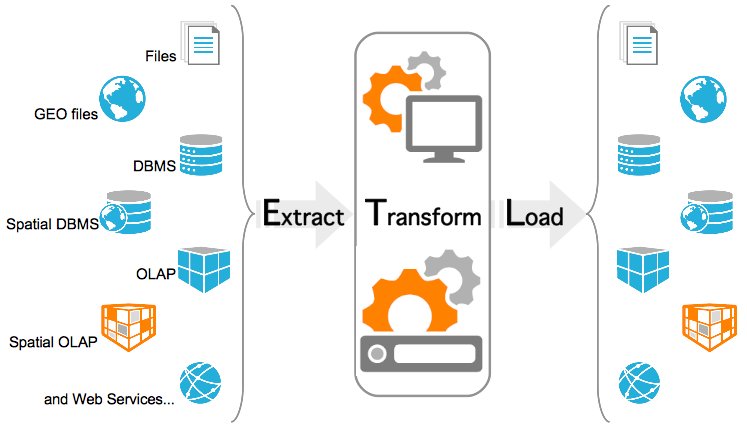 Files
GEO files
DBMS
Spatial DBMS
Extract Transform Load
OLAP
Spatial OLAP
and Web Services...